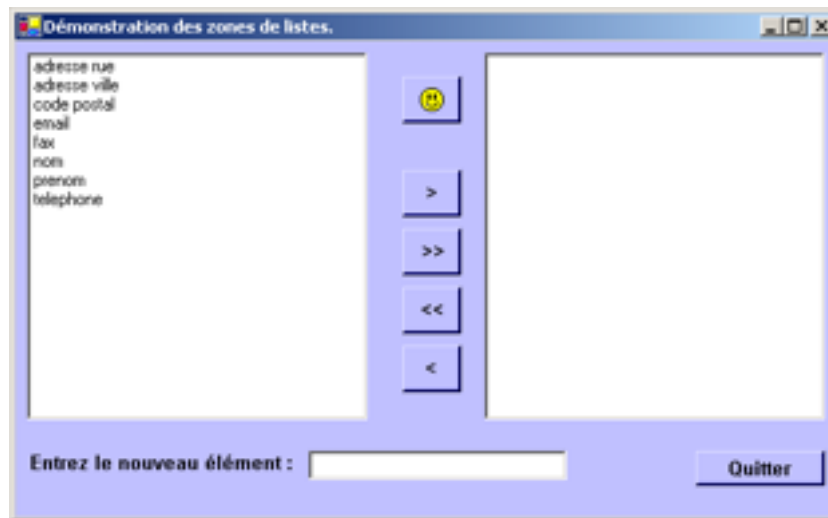 Démonstration des zones de listes.
adresse rue
adresse ville
code postal
email
fax
nom
prenom
telephone
>
>>
<<
<
Entrez le nouveau élément :
Quitter